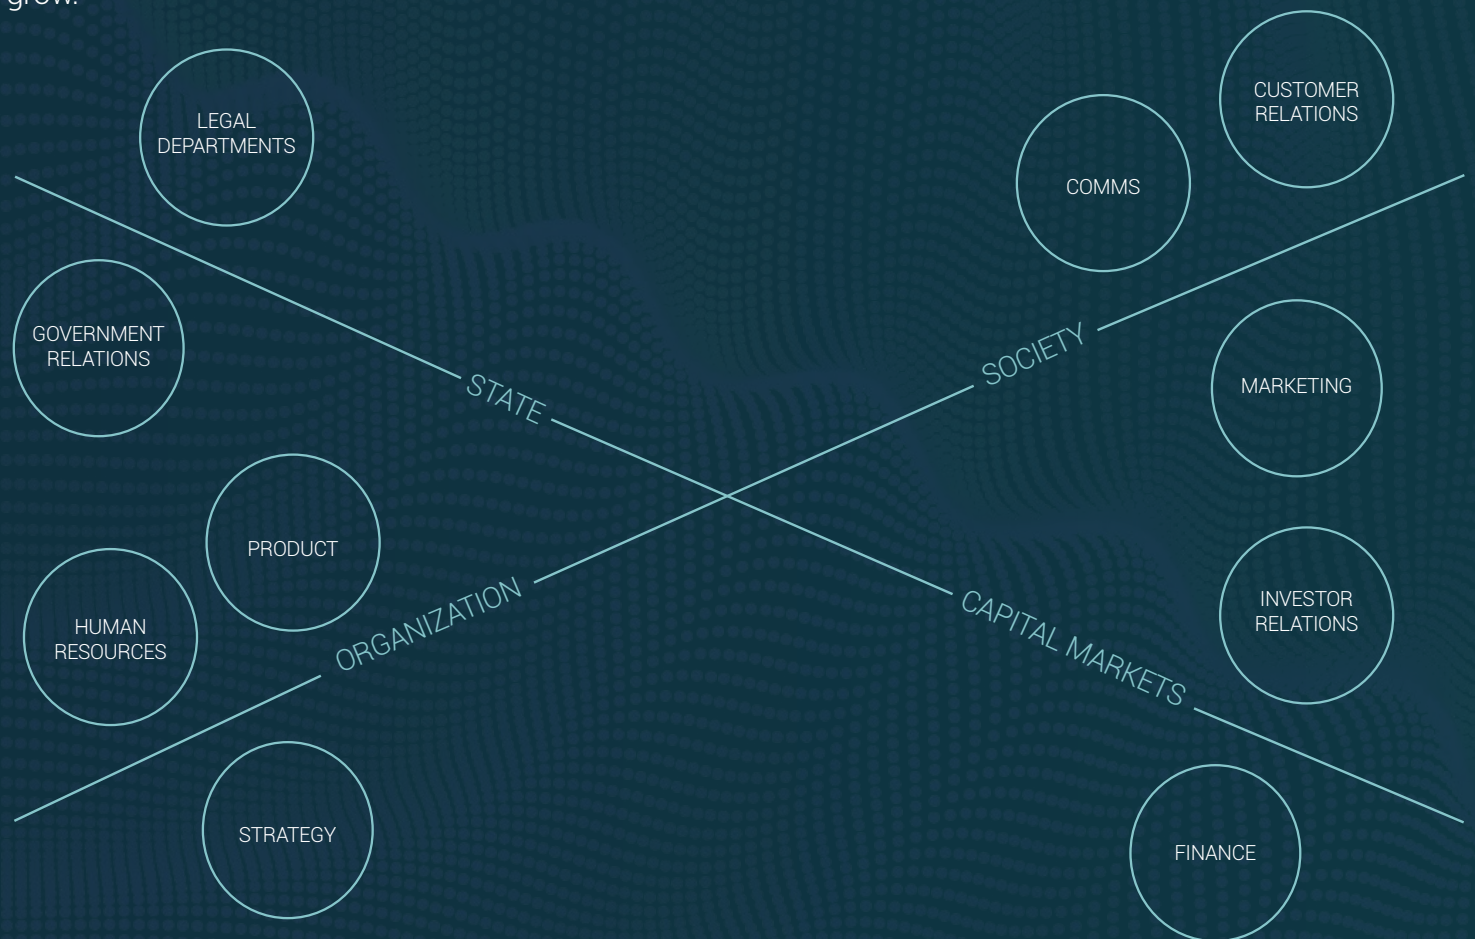 grow.
LEGAL
DEPARTMENTS
CUSTOMER
RELATIONS
COMMS
GOVERNMENT
RELATIONS
STATE
SOCIETY
MARKETING
PRODUCT
HUMAN
RESOURCES
ORGANIZATION
CAPITAL MARKETS
INVESTOR
RELATIONS
STRATEGY
FINANCE